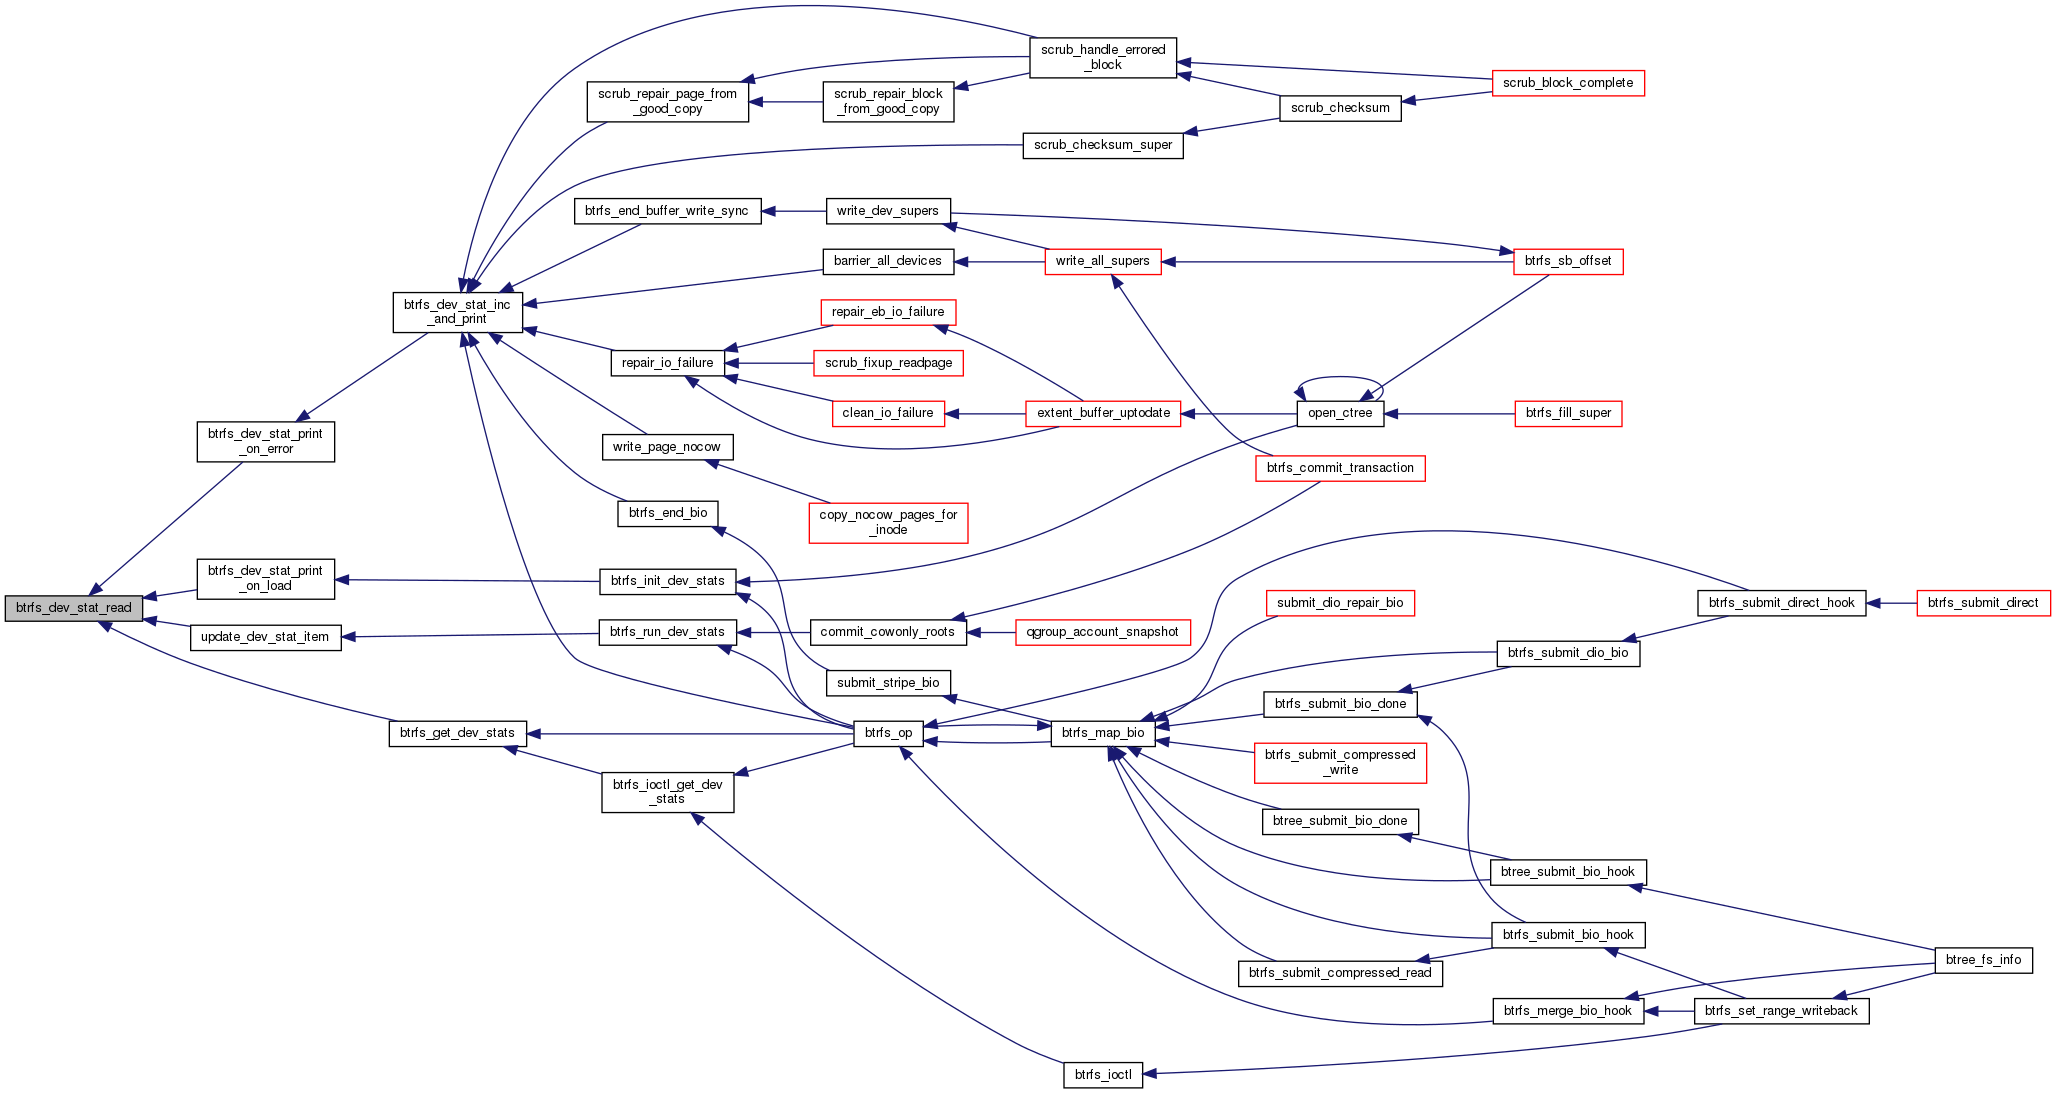 scrub_handle_errored
_block
scrub_block_complete
scrub_repair_page_from
_good_copy
scrub_repair_block
_from_good_copy
scrub_checksum
scrub_checksum_super
btrfs_end_buffer_write_sync
write_dev_supers
barrier_all_devices
write_all_supers
btrfs_sb_offset
btrfs_dev_stat_inc
_and_print
repair_eb_io_failure
repair_io_failure
scrub_fixup_readpage
clean_io_failure
extent_buffer_uptodate
open_ctree
btrfs_fill_super
btrfs_dev_stat_print
_on_error
write_page_nocow
btrfs_commit_transaction
btrfs_end_bio
copy_nocow_pages_for
_inode
btrfs_dev_stat_print
_on_load
btrfs_init_dev_stats
btrfs_dev_stat_read
submit_dio_repair_bio
btrfs_submit_direct_hook
btrfs_submit_direct
update_dev_stat_item
btrfs_run_dev_stats
commit_cowonly_roots
qgroup_account_snapshot
btrfs_submit_dio_bio
submit_stripe_bio
btrfs_submit_bio_done
btrfs_get_dev_stats
btrfs_op
btrfs_map_bio
btrfs_submit_compressed
_write
btrfs_ioctl_get_dev
_stats
btree_submit_bio_done
btree_submit_bio_hook
btrfs_submit_bio_hook
btrfs_submit_compressed_read
btree_fs_info
btrfs_merge_bio_hook
btrfs_set_range_writeback
btrfs_ioctl